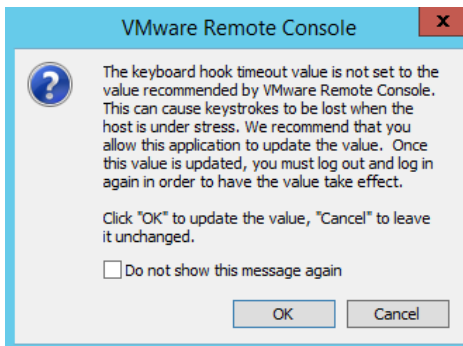 VMware Remote Console
x
The keyboard hook timeout value is not set to the
value recommended by VMware Remote Console.
This can cause keystrokes to be lost when the
host is under stress. We recommend that you
allow this application to update the value.  Once
this value is updated, you must log out and log in
again in order to have the value take effect.
Click "OK" to update the value, "Cancel" to leave
it unchanged.
Do not show this message again
OK
Cancel